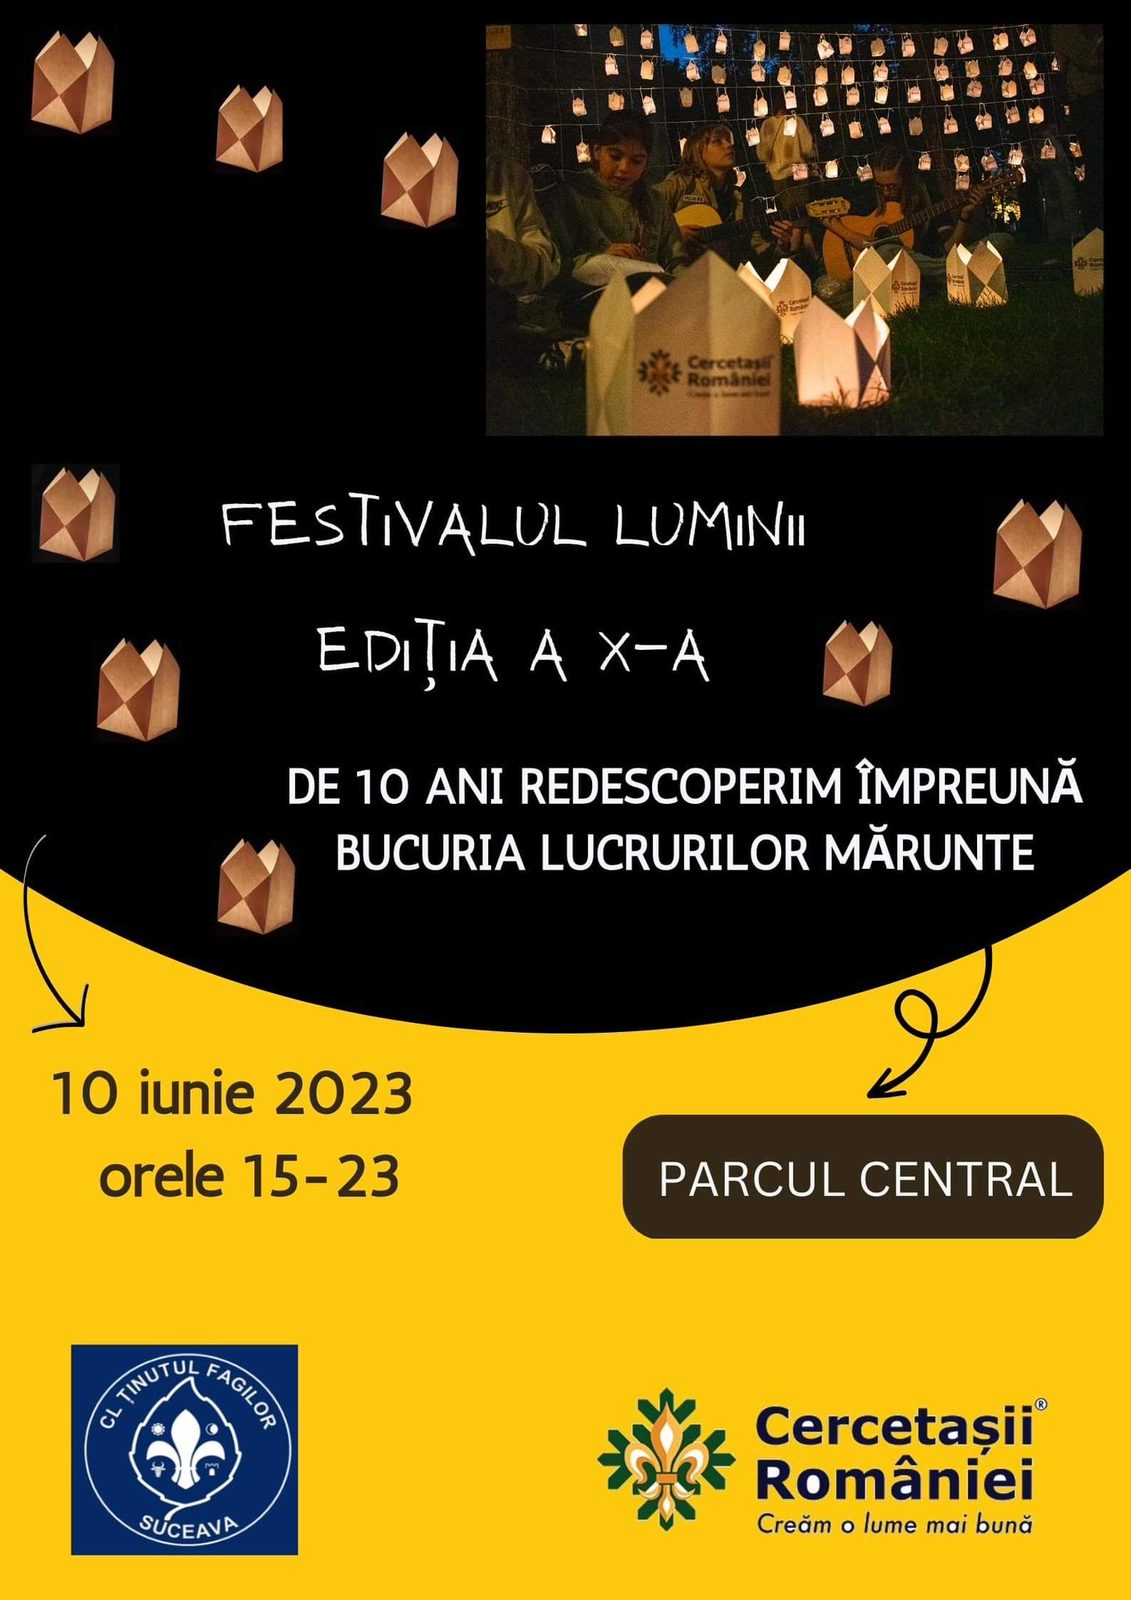 Cercetașii
României
FESTIVALUL LUMINII
EDIȚIA A X-A
DE 10 ANI REDESCOPERIM ÎMPREUNĂ
BUCURIA LUCRURILOR MĂRUNTE
10 iunie 2023
orele 15-23
PARCUL CENTRAL
CL ȚINUTUL FAGILOR
SUCEAVA
Cercetașii®
României
Creăm o lume mai bună